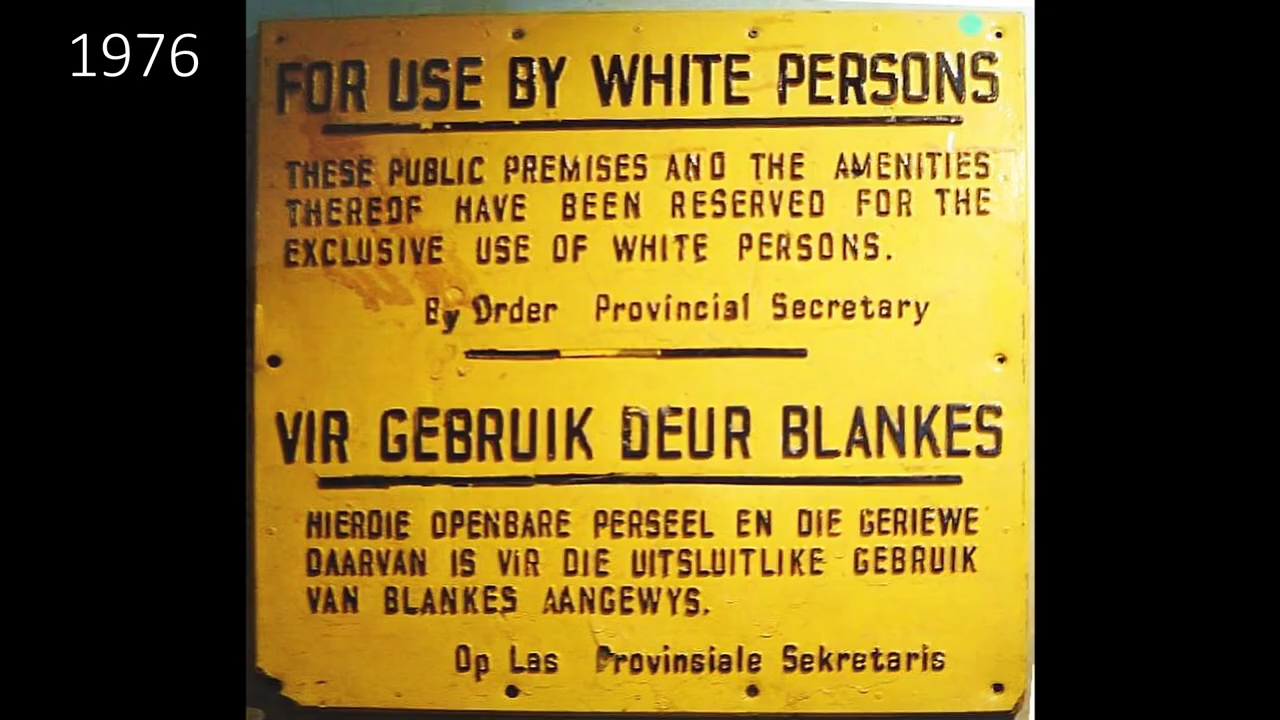 1976
FOR USE BY WHITE PERSONS
THESE PUBLIC PREMISES AND THE AMENITIES
THEREOF HAVE BEEN RESERVED FOR THE
EXCLUSIVE USE OF WHITE PERSONS.
By Order Provincial Secretary
VIR GEBRUIK DEUR BLANKES
HIERDIE OPENBARE PERSEEL EN DIE GERIEWE
DAARVAN IS VIR DIE UITSLUITLIKE GEBRUIK
VAN BLANKES AANGEWYS.
Op Las Provinsiale Sekretaris